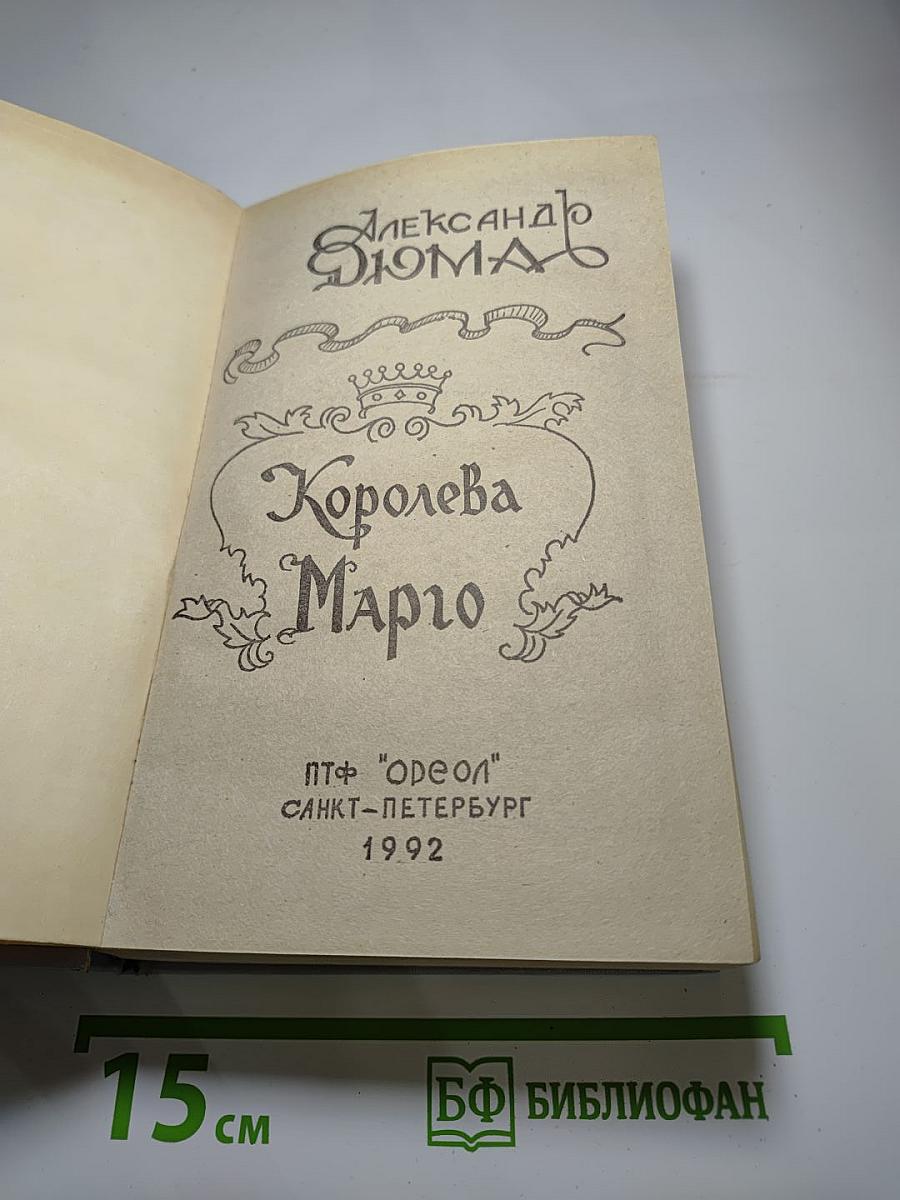 Александр
Дюма
Королева
Марго
ПТФ "Ореол"
САНКТ-ПЕТЕРБУРГ
1992
15 см
БФ БИБЛИОФАН